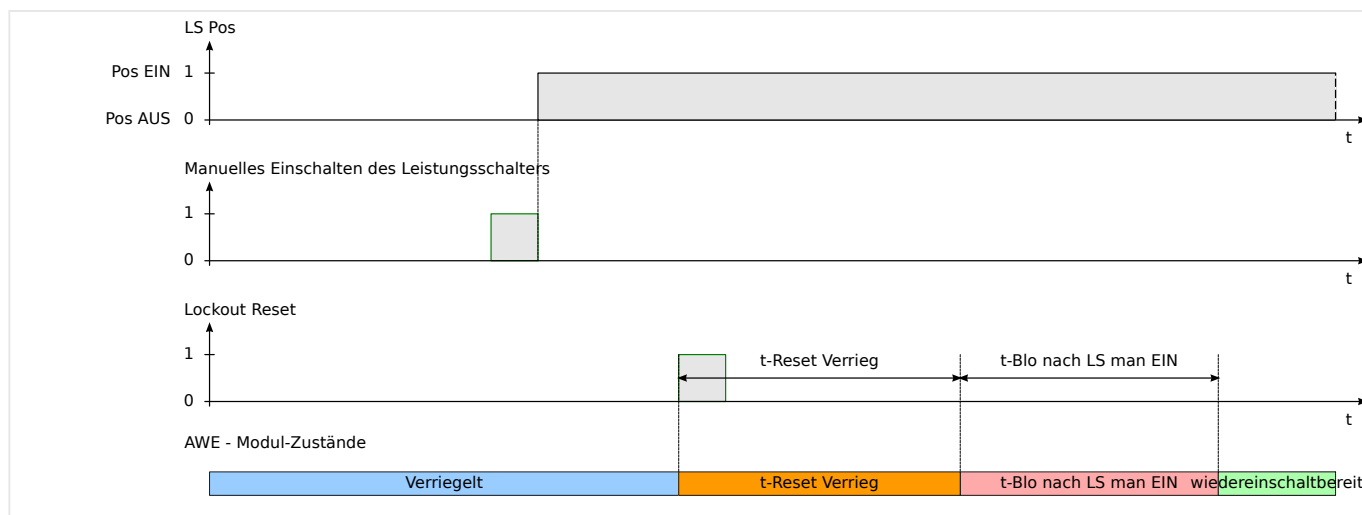 LS Pos
Pos EIN 1
Pos AUS 0
t
Manuelles Einschalten des Leistungsschalters
1
0
t
Lockout Reset
1
t-Reset Verrieg
t-Blo nach LS man EIN
0
t
AWE - Modul-Zustände
Verriegelt
t-Reset Verrieg
t-Blo nach LS man EIN
wiedereinschaltbereit